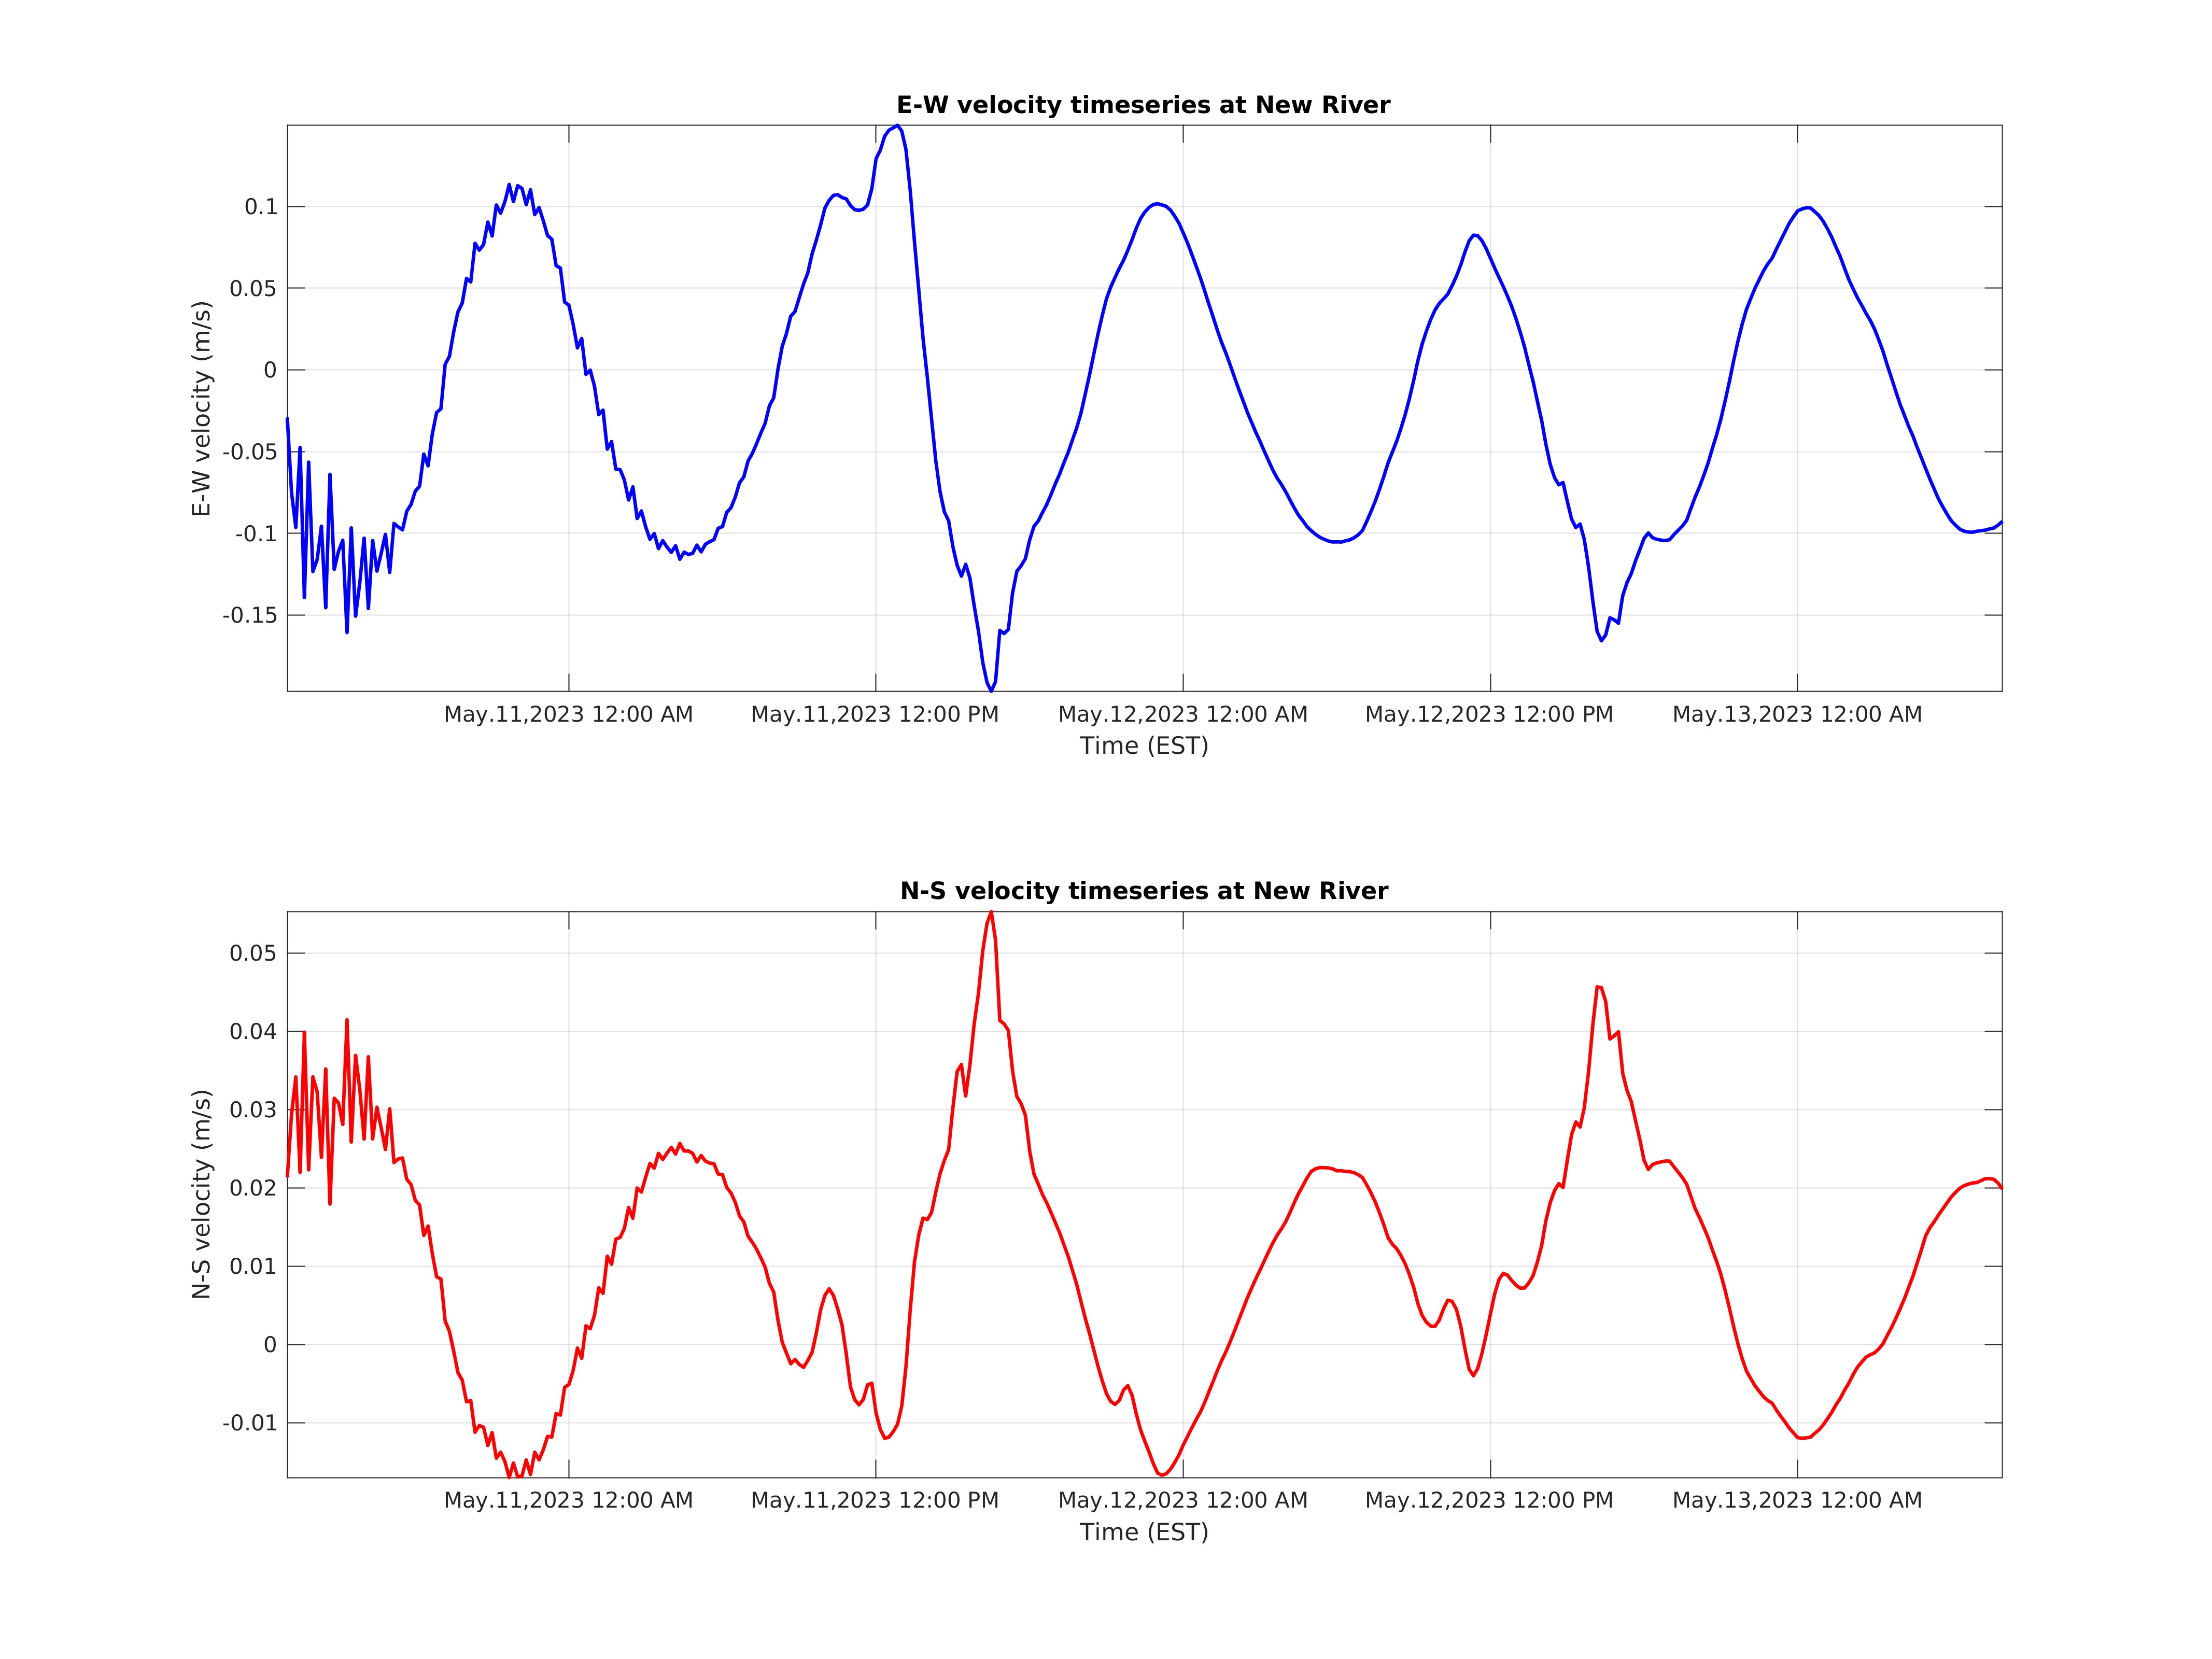 E-W velocity timeseries at New River
E-W velocity (m/s)
0.1
0.05
0
-0.05
-0.1
-0.15
May.11,2023 12:00 AM
May.11,2023 12:00 PM
May.12,2023 12:00 AM
May.12,2023 12:00 PM
May.13,2023 12:00 AM
Time (EST)
N-S velocity timeseries at New River
N-S velocity (m/s)
0.05
0.04
0.03
0.02
0.01
0
-0.01
May.11,2023 12:00 AM
May.11,2023 12:00 PM
May.12,2023 12:00 AM
May.12,2023 12:00 PM
May.13,2023 12:00 AM
Time (EST)